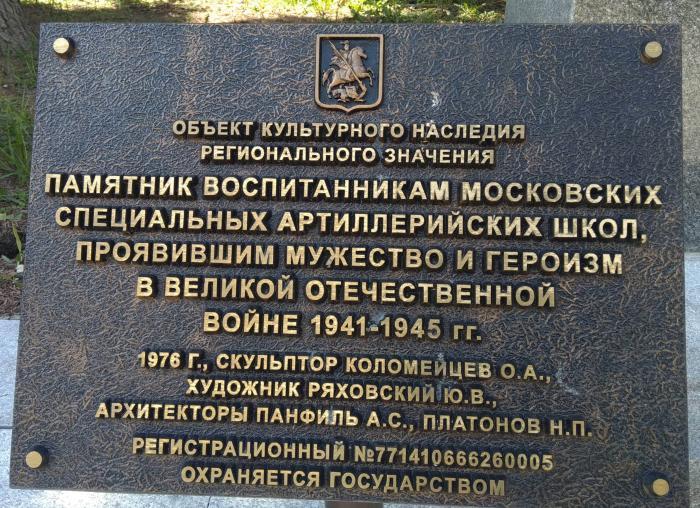 ОБЪЕКТ КУЛЬТУРНОГО НАСЛЕДИЯ
РЕГИОНАЛЬНОГО ЗНАЧЕНИЯ
ПАМЯТНИК ВОСПИТАННИКАМ МОСКОВСКИХ
СПЕЦИАЛЬНЫХ АРТИЛЛЕРИЙСКИХ ШКОЛ,
ПРОЯВИВШИМ МУЖЕСТВО И ГЕРОИЗМ
В ВЕЛИКОЙ ОТЕЧЕСТВЕННОЙ
ВОЙНЕ 1941-1945 гг.
1976 Г., СКУЛЬПТОР КОЛОМЕЙЦЕВ О.А.,
ХУДОЖНИК РЯХОВСКИЙ Ю.В.,
АРХИТЕКТОРЫ ПАНФИЛЬ А.С., ПЛАТОНОВ Н.П.
РЕГИСТРАЦИОННЫЙ №771410666260005
ОХРАНЯЕТСЯ ГОСУДАРСТВОМ